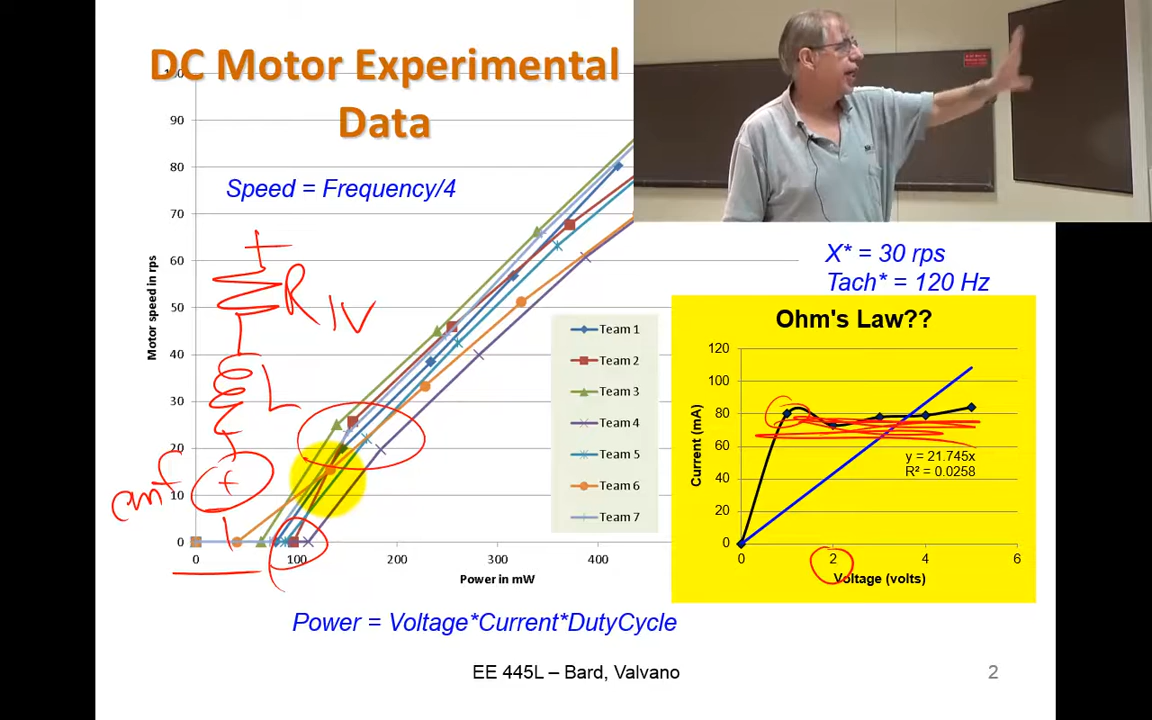 DC Motor Experimental
Data
Speed = Frequency/4
90
80
70
60
50
40
30
20
10
0
Motor speed in rps
0
100
200
300
400
Power in mW
Team 1
Team 2
Team 3
Team 4
Team 5
Team 6
Team 7
+
R
1V
L
emf
+
X* = 30 rps
Tach* = 120 Hz
Ohm's Law??
120
100
80
60
40
20
0
Current (mA)
y = 21.745x
R² = 0.0258
0
2
4
6
Voltage (volts)
Power = Voltage*Current*DutyCycle
EE 445L – Bard, Valvano
2